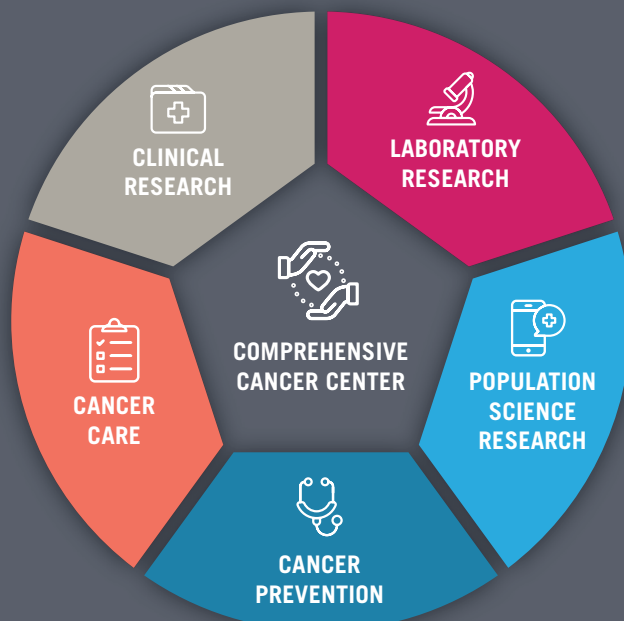 CLINICAL
RESEARCH
LABORATORY
RESEARCH
COMPREHENSIVE
CANCER CENTER
CANCER
CARE
POPULATION
SCIENCE
RESEARCH
CANCER
PREVENTION